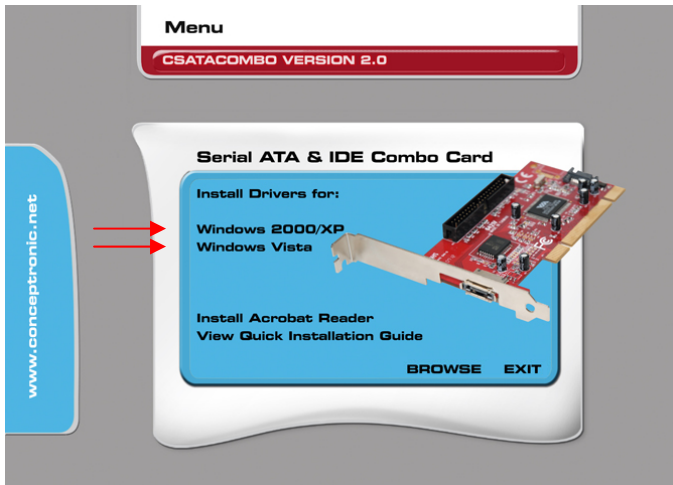 Menu
CSATACOMBO VERSION 2.0
www.conceptronic.net
Serial ATA & IDE Combo Card
Install Drivers for:
Windows 2000/XP
Windows Vista
Install Acrobat Reader
View Quick Installation Guide
BROWSE EXIT